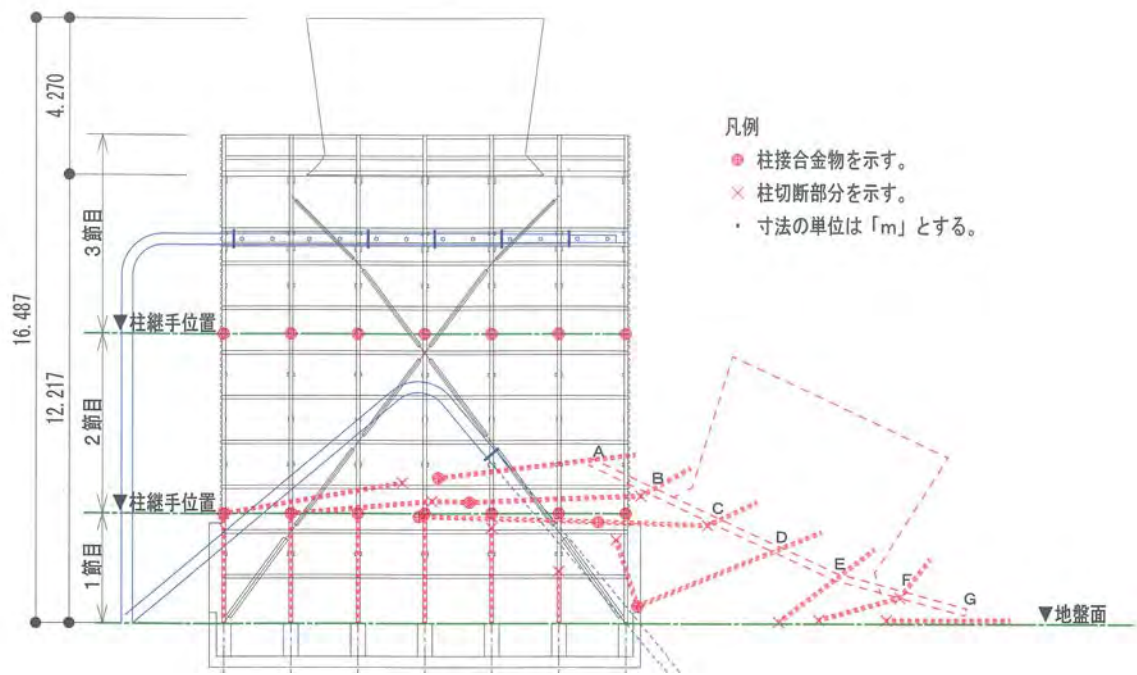 4.270
凡例
柱接合金物を示す。
柱切断部分を示す。
・ 寸法の単位は「m」とする。
3節目
16.487
▼柱継手位置
12.217
2節目
A
B
▼柱継手位置
C
D
1節目
E
F
G
▼地盤面